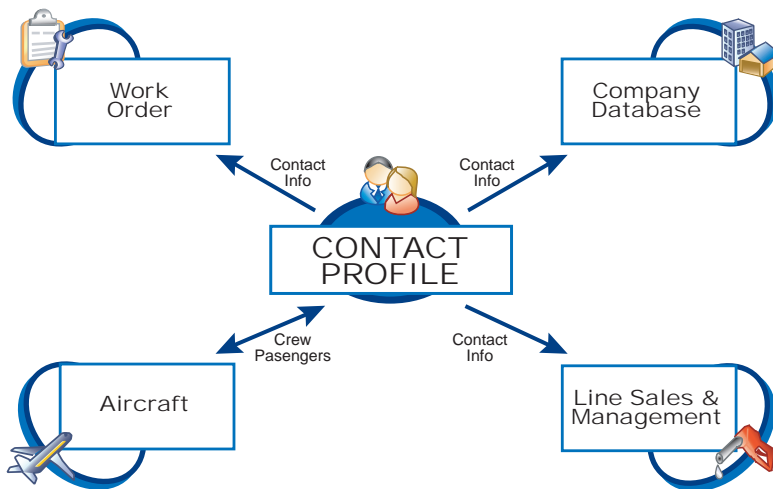 Work
Order
Company
Database
Contact
Info
Contact
Info
CONTACT
PROFILE
Crew
Pasengers
Contact
Info
Aircraft
Line Sales &
Management